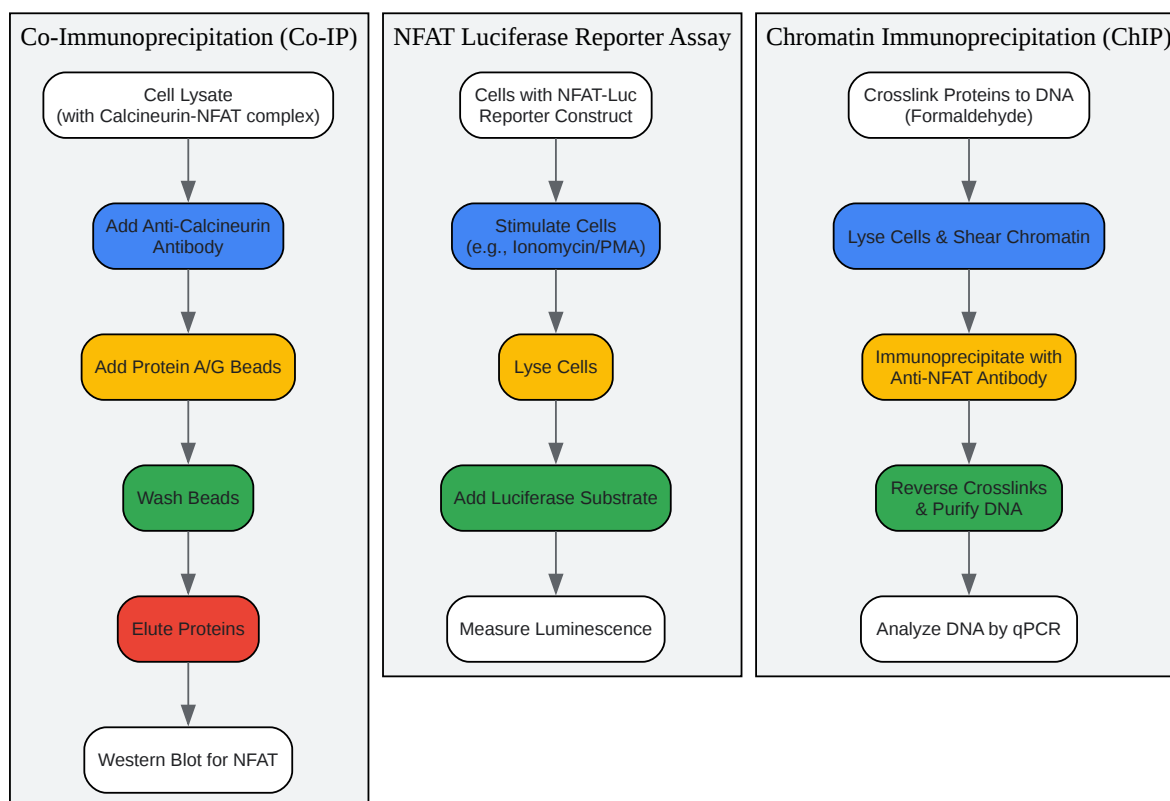 Co-Immunoprecipitation (Co-IP)
Cell Lysate
(with Calcineurin-NFAT complex)
Add Anti-Calcineurin
Antibody
Add Protein A/G Beads
Wash Beads
Elute Proteins
Western Blot for NFAT
NFAT Luciferase Reporter Assay
Cells with NFAT-Luc
Reporter Construct
Stimulate Cells
(e.g., Ionomycin/PMA)
Lyse Cells
Add Luciferase Substrate
Measure Luminescence
Chromatin Immunoprecipitation (ChIP)
Crosslink Proteins to DNA
(Formaldehyde)
Lyse Cells & Shear Chromatin
Immunoprecipitate with
Anti-NFAT Antibody
Reverse Crosslinks
& Purify DNA
Analyze DNA by qPCR